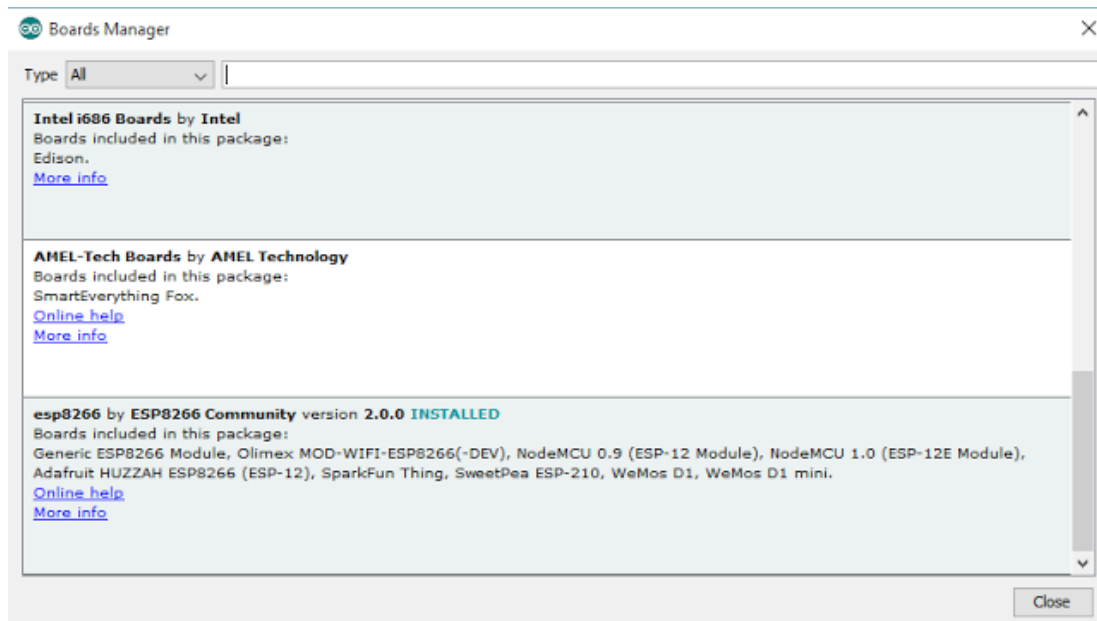 Boards Manager
Type All
Intel i686 Boards by Intel
Boards included in this package:
Edison.
More info
AMEL-Tech Boards by AMEL Technology
Boards included in this package:
SmartEverything Fox.
Online help
More info
esp8266 by ESP8266 Community version 2.0.0 INSTALLED
Boards included in this package:
Generic ESP8266 Module, Olimex MOD-WIFI-ESP8266(-DEV), NodeMCU 0.9 (ESP-12 Module), NodeMCU 1.0 (ESP-12E Module),
Adafruit HUZZAH ESP8266 (ESP-12), SparkFun Thing, SweetPea ESP-210, WeMos D1, WeMos D1 mini.
Online help
More info
Close